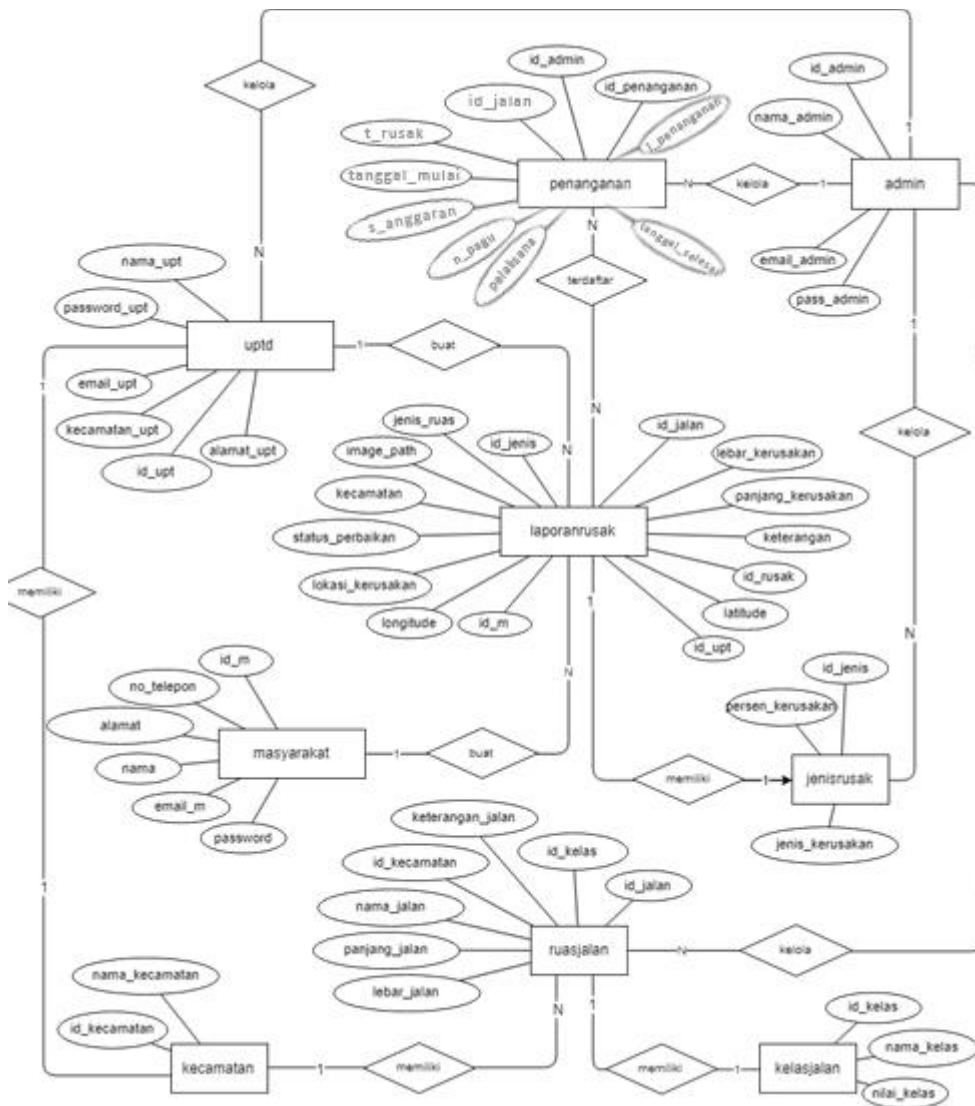 kelola
id_admin
id_admin
id_jalan
id_penanganan
j_penanganan
nama_admin
1
t_rusak
tanggal_mulai
penanganan
N
kelola
1
admin
s_anggaran
n_pagu
pelaksana
tanggal_selesai
N
email_admin
N
nama_upt
terdaftar
pass_admin
password_upt
uptd
1
buat
1
1
email_upt
kecamatan_upt
id_upt
alamat_upt
jenis_ruas
id_jenis
N
id_jalan
kelola
image_path
N
lebar_kerusakan
kecamatan
panjang_kerusakan
status_perbaikan
laporanrusak
keterangan
lokasi_kerusakan
id_rusak
memiliki
longitude
id_m
1
latitude
id_upt
N
id_m
no_telepon
N
id_jenis
alamat
persen_kerusakan
masyarakat
1
buat
nama
memiliki
1
jenisrusak
email_m
password
keterangan_jalan
jenis_kerusakan
id_kecamatan
id_kelas
1
nama_jalan
id_jalan
panjang_jalan
ruasjalan
N
kelola
lebar_jalan
nama_kecamatan
N
1
id_kecamatan
id_kelas
kecamatan
1
memiliki
memiliki
1
kelasjalan
nama_kelas
nilai_kelas